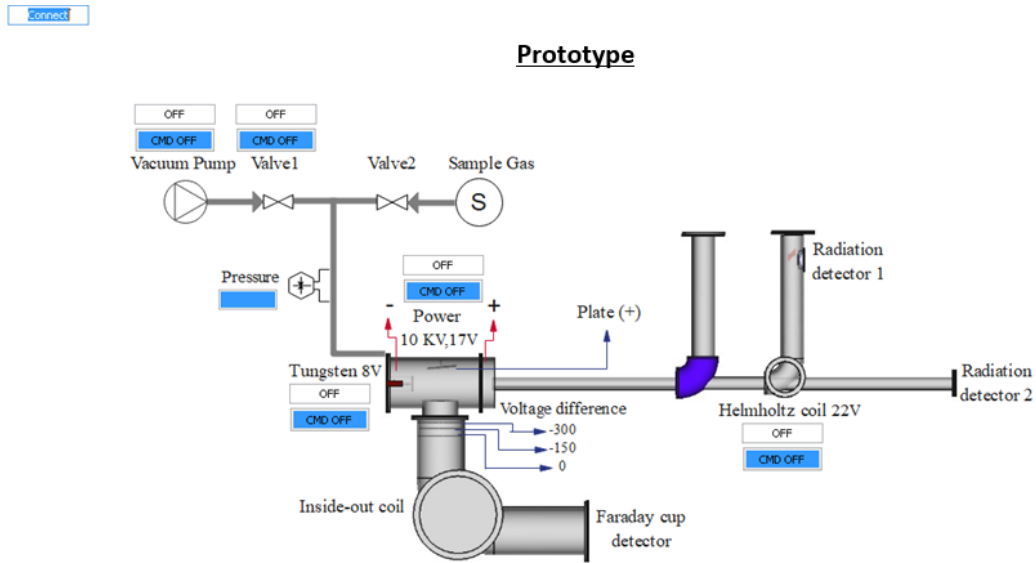 Connect
Prototype
OFF
OFF
CMD OFF
CMD OFF
Vacuum Pump
Valve1
Valve2
Sample Gas
S
OFF
CMD OFF
Pressure
-
+
Power
10 KV,17V
Plate (+)
Radiation
detector 1
Tungsten 8V
OFF
CMD OFF
Voltage difference
-300
-150
0
Helmholtz coil 22V
OFF
CMD OFF
Radiation
detector 2
Inside-out coil
Faraday cup
detector